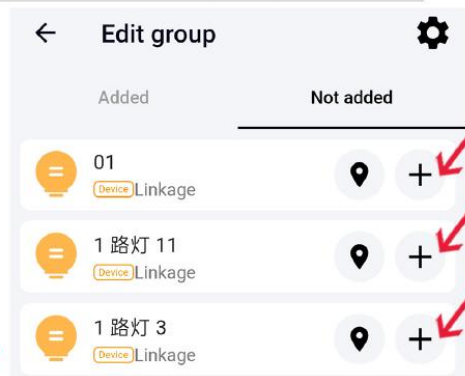 Edit group
Added Not added
01
Device Linkage
1 路灯 11
Device Linkage
1 路灯 3
Device Linkage